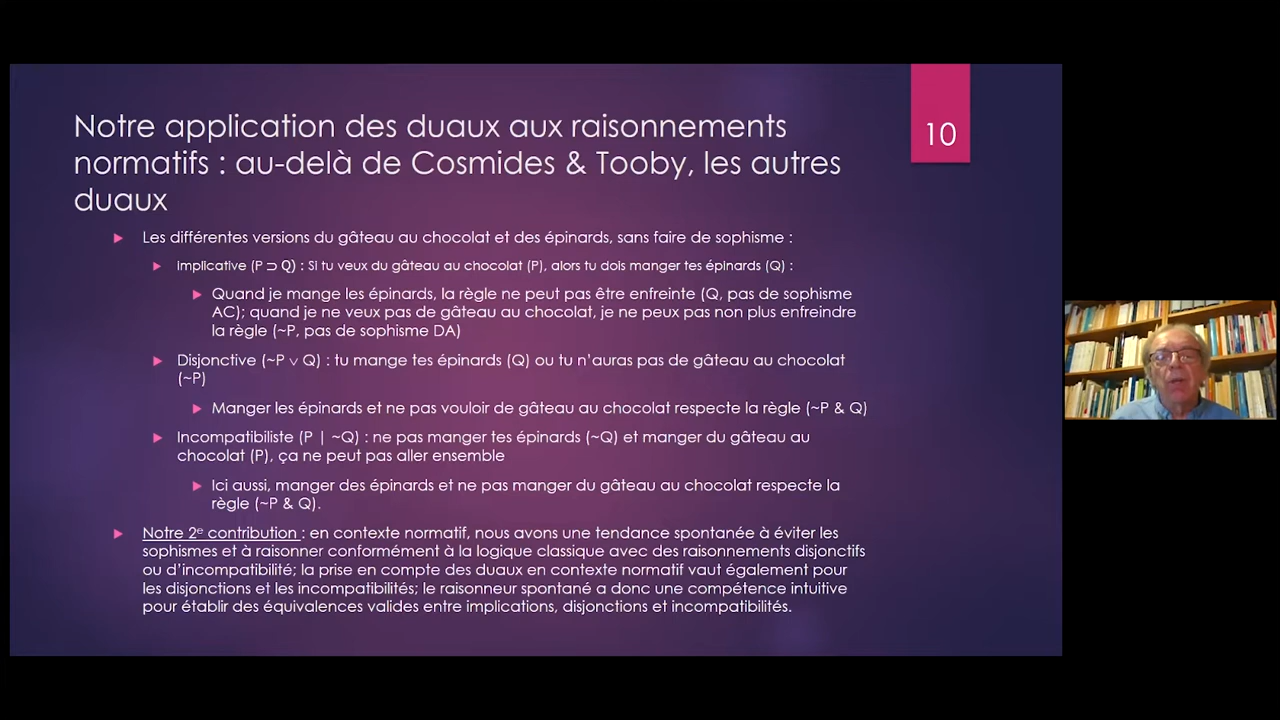 Notre application des duaux aux raisonnements
normatifs : au-delà de Cosmides & Tooby, les autres
duaux
10
Les différentes versions du gâteau au chocolat et des épinards, sans faire de sophisme :
Implicative (P ⊃ Q) : Si tu veux du gâteau au chocolat (P), alors tu dois manger tes épinards (Q) :
Quand je mange les épinards, la règle ne peut pas être enfreinte (Q, pas de sophisme
AC); quand je ne veux pas de gâteau au chocolat, je ne peux pas non plus enfreindre
la règle (~P, pas de sophisme DA)
Disjonctive (~P ∨ Q) : tu mange tes épinards (Q) ou tu n'auras pas de gâteau au chocolat
(~P)
Manger les épinards et ne pas vouloir de gâteau au chocolat respecte la règle (~P & Q)
Incompatibiliste (P | ~Q) : ne pas manger tes épinards (~Q) et manger du gâteau au
chocolat (P), ça ne peut pas aller ensemble
Ici aussi, manger des épinards et ne pas manger du gâteau au chocolat respecte la
règle (~P & Q).
Notre 2e contribution : en contexte normatif, nous avons une tendance spontanée à éviter les
sophismes et à raisonner conformément à la logique classique avec des raisonnements disjonctifs
ou d'incompatibilité; la prise en compte des duaux en contexte normatif vaut également pour
les disjonctions et les incompatibilités; le raisonneur spontané a donc une compétence intuitive
pour établir des équivalences valides entre implications, disjonctions et incompatibilités.